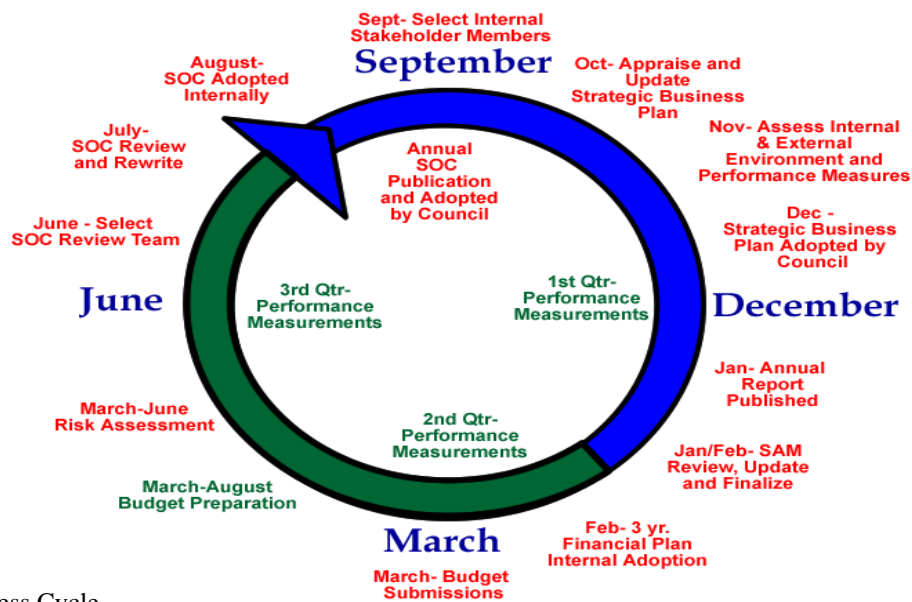 Sept- Select Internal
Stakeholder Members
September
August-
SOC Adopted
Internally
Oct- Appraise and
Update
Strategic Business
Plan
July-
SOC Review
and Rewrite
Annual
SOC
Publication
and Adopted
by Council
Nov- Assess Internal
& External
Environment and
Performance Measures
June - Select
SOC Review Team
Dec -
Strategic Business
Plan Adopted by
Council
June
3rd Qtr-
Performance
Measurements
1st Qtr-
Performance
Measurements
December
Jan- Annual
Report
Published
March-June
Risk Assessment
2nd Qtr-
Performance
Measurements
Jan/Feb- SAM
Review, Update
and Finalize
March-August
Budget Preparation
Feb- 3 yr.
Financial Plan
Internal Adoption
March
March- Budget
Submissions
Cycle